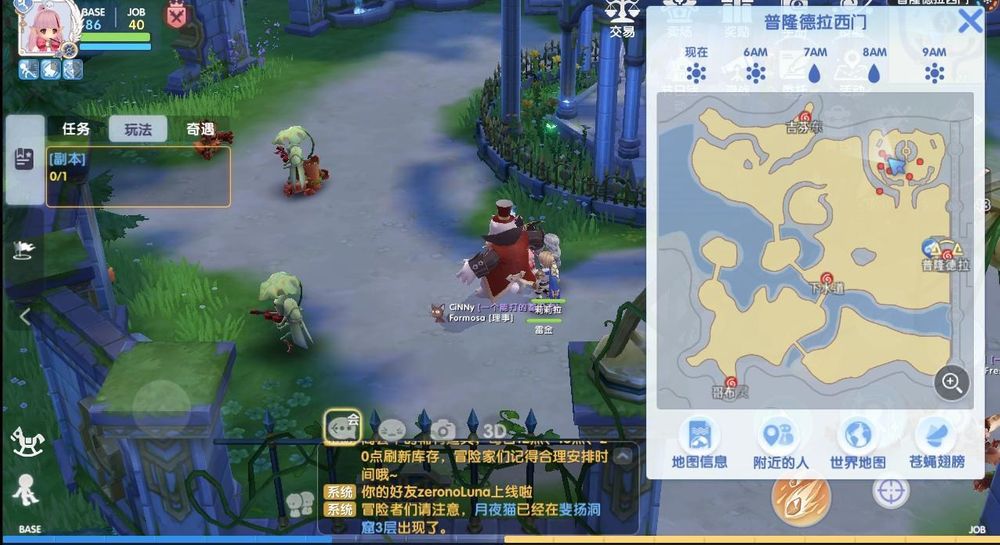 BASE
86
JOB
40
交易
普隆德拉西门
现在
6AM
7AM
8AM
9AM
任务
玩法
奇遇
[副本]
0/1
吉芬东
普隆德拉
下水道
哥布灵
CiNNy
Formosa [理事]
莉莉拉
雷金
会
3D
0点刷新库存，冒险家们记得合理安排时
间哦~
系统 你的好友zeronoLuna上线啦
系统 冒险者们请注意，月夜猫已经在斐扬洞
窟3层出现了。
地图信息
附近的人
世界地图
苍蝇翅膀
BASE
JOB